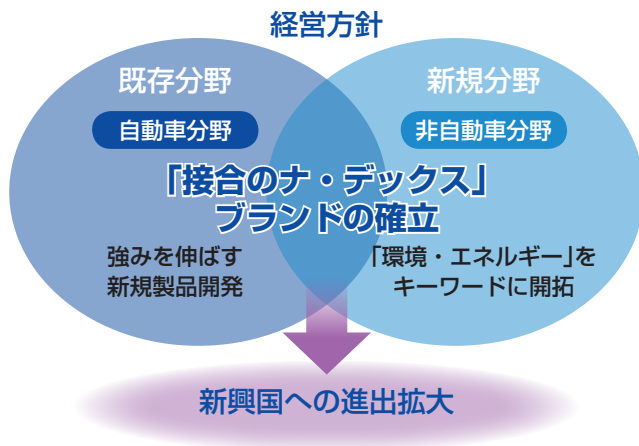 経営方針
既存分野
新規分野
自動車分野
非自動車分野
「接合のナ・デックス」
ブランドの確立
強みを伸ばす
新規製品開発
「環境・エネルギー」を
キーワードに開拓
新興国への進出拡大